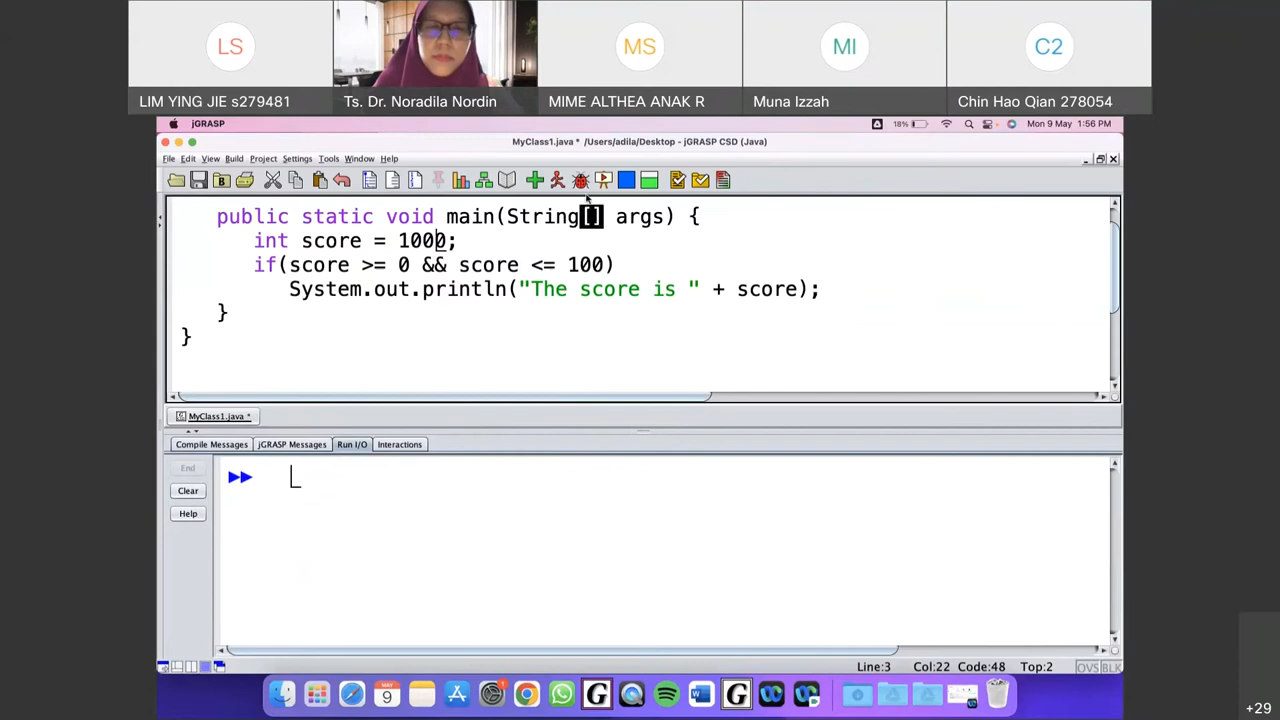 LS
MS
MI
C2
LIM YING JIE s279481
Ts. Dr. Noradila Nordin
MIME ALTHEA ANAK R
Muna Izzah
Chin Hao Qian 278054
jGRASP
18%
Mon 9 May 1:56 PM
MyClass1.java * /Users/adila/Desktop - jGRASP CSD (Java)
File Edit View Build Project Settings Tools Window Help
public static void main(String[] args) {
int score = 1000;
if(score >= 0 && score <= 100)
System.out.println("The score is " + score);
}
}
MyClass1.java *
Compile Messages jGRASP Messages Run I/O Interactions
End
Clear
Help
Line:3 Col:22 Code:48 Top:2 OVS BLK
MAY
9
+29